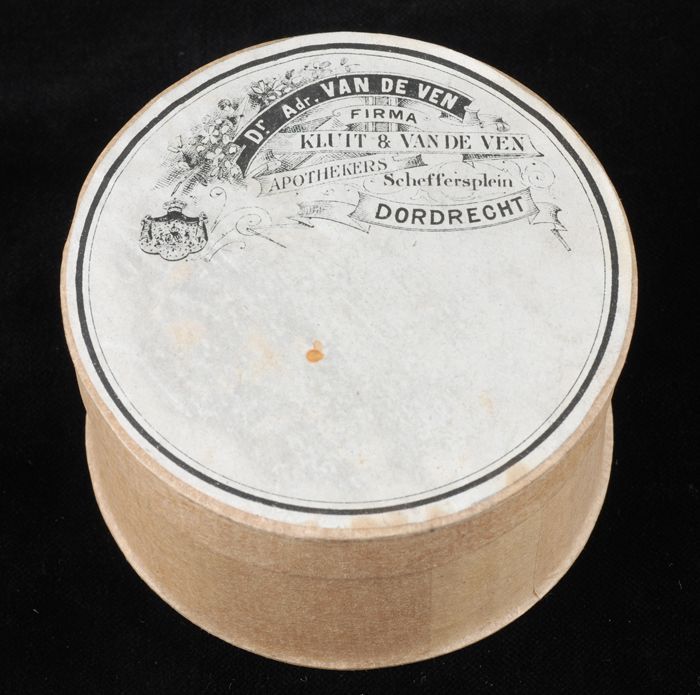 Dr. Adr. VAN DE VEN
FIRMA
KLUIT & VAN DE VEN
APOTHEKERS Scheffersplein
DORDRECHT